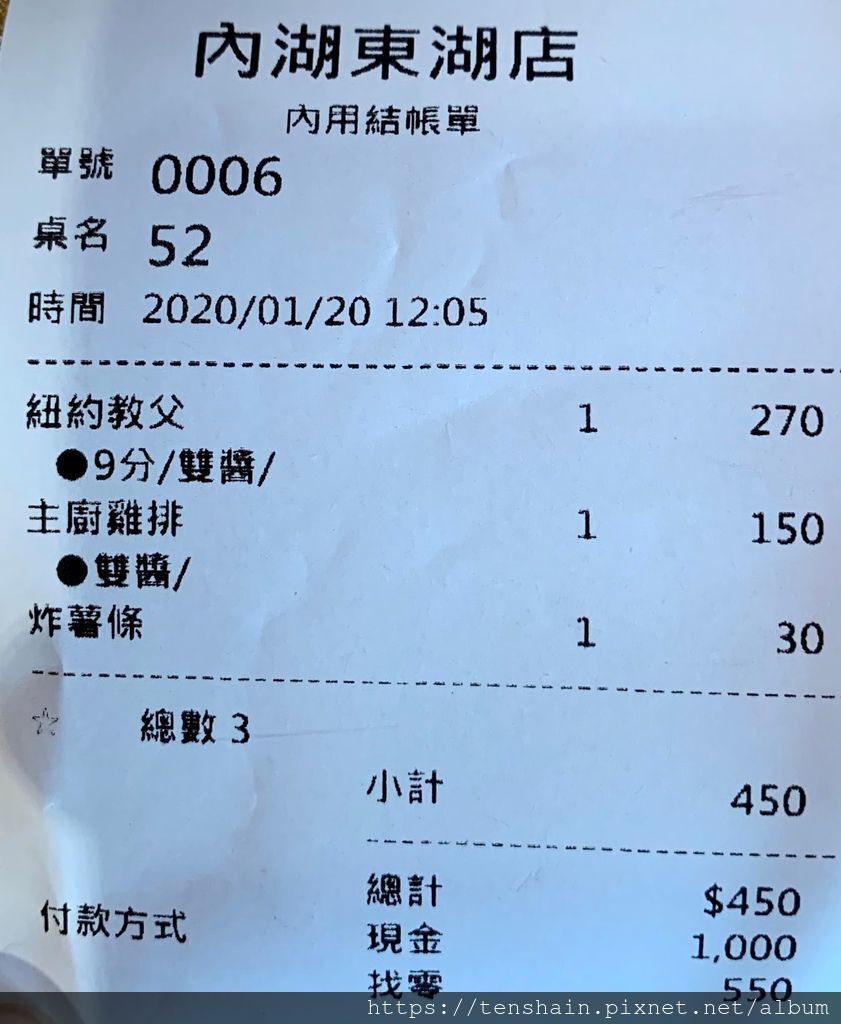 內湖東湖店
內用結帳單
單號 0006
桌名 52
時間 2020/01/20 12:05
紐約教父 1 270
●9分/雙醬/
主廚雞排 1 150
●雙醬/
炸薯條 1 30
☆ 總數 3
小計 450
總計 $450
付款方式 現金 1,000
找零 550
https://tenshain.pixnet.net/album